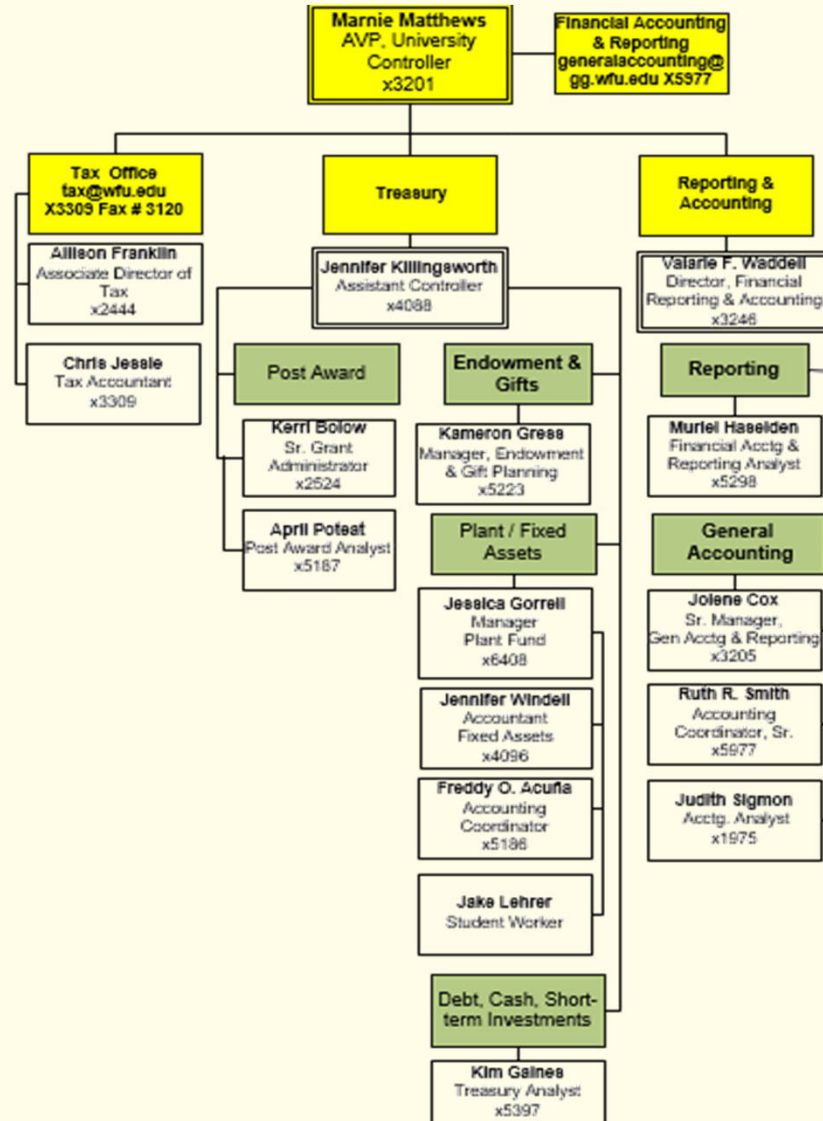 Marnie Matthews
AVP, University
Controller
x3201
Financial Accounting
& Reporting
generalaccounting@
gg.wfu.edu X5977
Tax Office
tax@wfu.edu
X3309 Fax # 3120
Allison Franklin
Associate Director of
Tax
x2444
Chris Jessie
Tax Accountant
x3309
Treasury
Jennifer Killingsworth
Assistant Controller
x4088
Post Award
Kerri Bolow
Sr. Grant
Administrator
x2524
April Poteat
Post Award Analyst
x5187
Endowment &
Gifts
Kameron Gress
Manager, Endowment
& Gift Planning
x5223
Plant / Fixed
Assets
Jessica Gorrell
Manager
Plant Fund
x6408
Jennifer Windell
Accountant
Fixed Assets
x4096
Freddy O. Acuña
Accounting
Coordinator
x5186
Jake Lehrer
Student Worker
Debt, Cash, Short-
term Investments
Kim Gaines
Treasury Analyst
x5397
Reporting &
Accounting
Valarie F. Waddell
Director, Financial
Reporting & Accounting
x3246
Reporting
Muriel Haselden
Financial Acctg &
Reporting Analyst
x5298
General
Accounting
Jolene Cox
Sr. Manager,
Gen Acctg & Reporting
x3205
Ruth R. Smith
Accounting
Coordinator, Sr.
x5977
Judith Sigmon
Acctg. Analyst
x1975